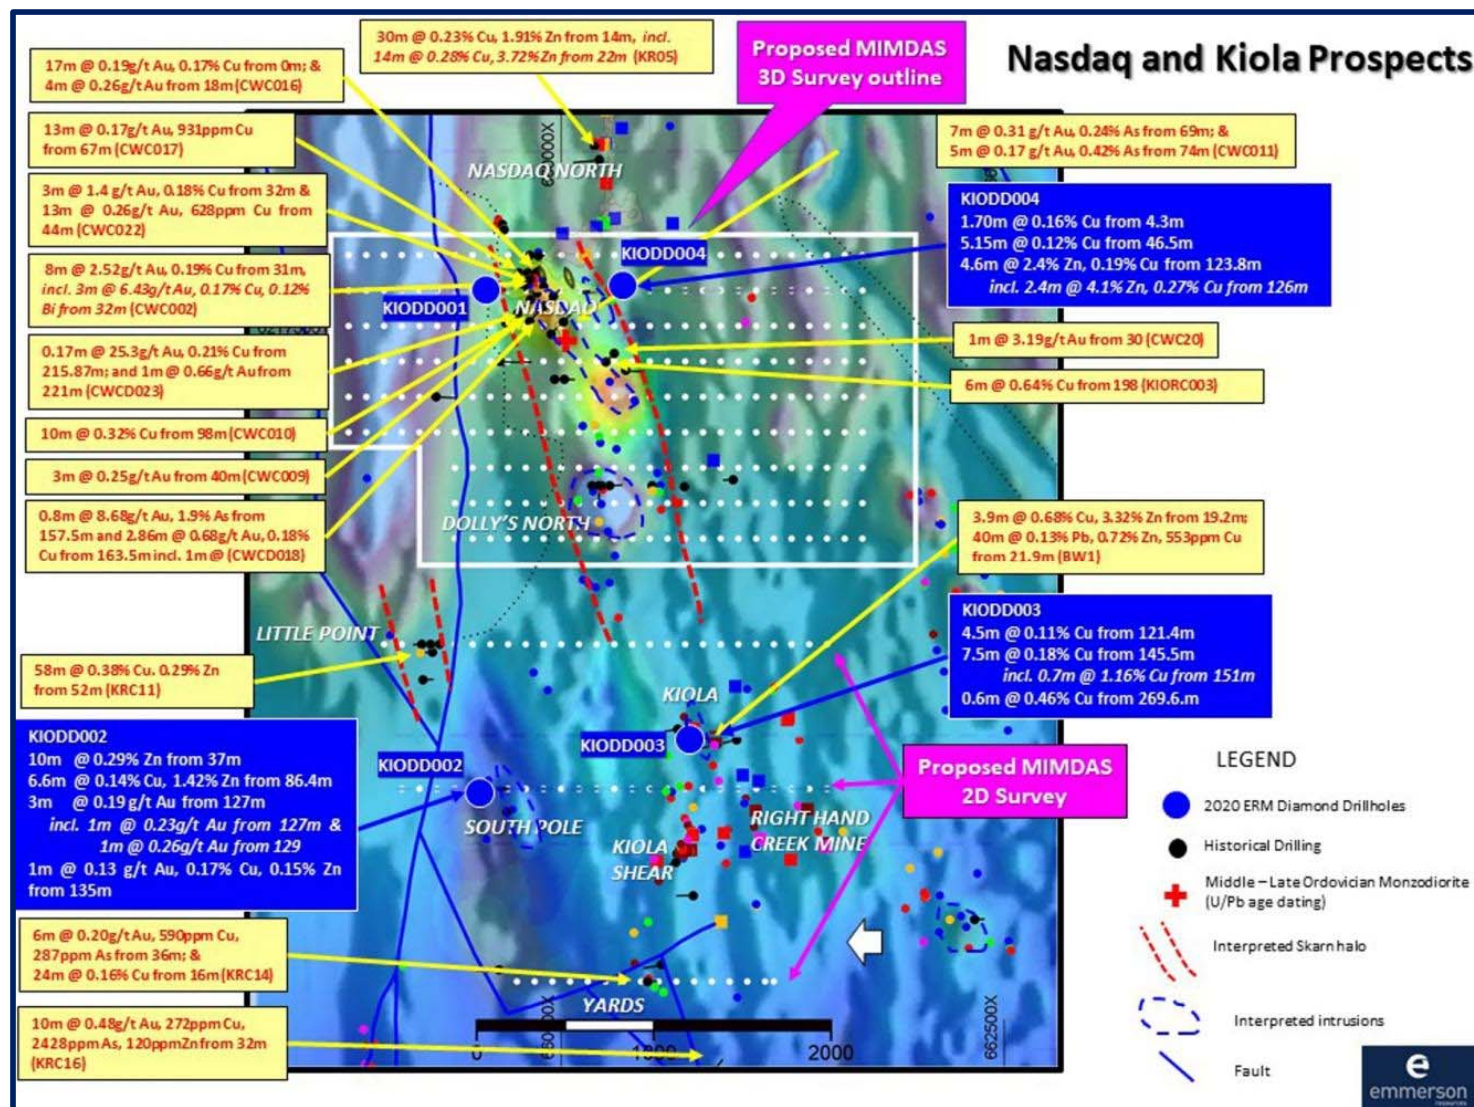 Nasdaq and Kiola Prospects
30m @ 0.23% Cu, 1.91% Zn from 14m, incl.
14m @ 0.28% Cu, 3.72% Zn from 22m (KR05)
Proposed MIMDAS
3D Survey outline
17m @ 0.19g/t Au, 0.17% Cu from 0m; &
4m @ 0.26g/t Au from 18m (CWC016)
13m @ 0.17g/t Au, 931ppm Cu
from 67m (CWC017)
3m @ 1.4 g/t Au, 0.18% Cu from 32m &
13m @ 0.26g/t Au, 628ppm Cu from
44m (CWC022)
8m @ 2.52g/t Au, 0.19% Cu from 31m,
incl. 3m @ 6.43g/t Au, 0.17% Cu, 0.12%
Bi from 32m (CWC002)
0.17m @ 25.3g/t Au, 0.21% Cu from
215.87m; and 1m @ 0.66g/t Au from
221m (CWCD023)
10m @ 0.32% Cu from 98m (CWC010)
3m @ 0.25g/t Au from 40m (CWC009)
0.8m @ 8.68g/t Au, 1.9% As from
157.5m and 2.86m @ 0.68g/t Au, 0.18%
Cu from 163.5m incl. 1m @ (CWCD018)
58m @ 0.38% Cu. 0.29% Zn
from 52m (KRC11)
KIODD002
10m @ 0.29% Zn from 37m
6.6m @ 0.14% Cu, 1.42% Zn from 86.4m
3m @ 0.19 g/t Au from 127m
incl. 1m @ 0.23g/t Au from 127m &
1m @ 0.26g/t Au from 129
1m @ 0.13 g/t Au, 0.17% Cu, 0.15% Zn
from 135m
6m @ 0.20g/t Au, 590ppm Cu,
287ppm As from 36m; &
24m @ 0.16% Cu from 16m (KRC14)
10m @ 0.48g/t Au, 272ppm Cu,
2428ppm As, 120ppm Zn from 32m
(KRC16)
NASDAQ NORTH
KIODD004
KIODD001
NASDAQ
DOLLY'S NORTH
LITTLE POINT
KIOLA
KIODD003
KIODD002
SOUTH POLE
KIOLA
SHEAR
RIGHT HAND
CREEK MINE
YARDS
0
2000
662500X
7m @ 0.31 g/t Au, 0.24% As from 69m; &
5m @ 0.17 g/t Au, 0.42% As from 74m (CWC011)
KIODD004
1.70m @ 0.16% Cu from 4.3m
5.15m @ 0.12% Cu from 46.5m
4.6m @ 2.4% Zn, 0.19% Cu from 123.8m
incl. 2.4m @ 4.1% Zn, 0.27% Cu from 126m
1m @ 3.19g/t Au from 30 (CWC20)
6m @ 0.64% Cu from 198 (KIORC003)
3.9m @ 0.68% Cu, 3.32% Zn from 19.2m;
40m @ 0.13% Pb, 0.72% Zn, 553ppm Cu
from 21.9m (BW1)
KIODD003
4.5m @ 0.11% Cu from 121.4m
7.5m @ 0.18% Cu from 145.5m
incl. 0.7m @ 1.16% Cu from 151m
0.6m @ 0.46% Cu from 269.6.m
Proposed MIMDAS
2D Survey
LEGEND
2020 ERM Diamond Drillholes
Historical Drilling
Middle – Late Ordovician Monzodiorite
(U/Pb age dating)
Interpreted Skarn halo
Interpreted intrusions
Fault
e
emmerson